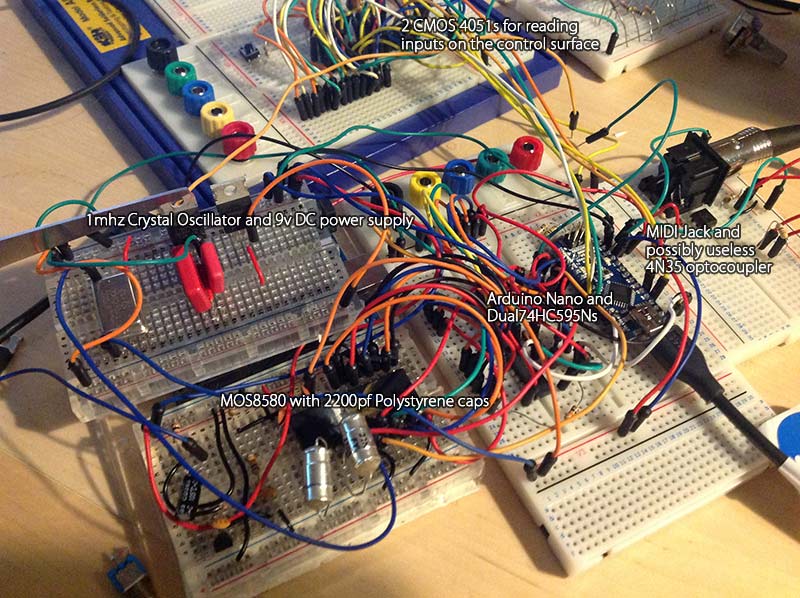 2 CMOS 4051s for reading
inputs on the control surface
1mhz Crystal Oscillator and 9v DC power supply
MIDI Jack and
possibly useless
4N35 optocoupler
Arduino Nano and
Dual74HC595Ns
MOS8580 with 2200pf Polystyrene caps